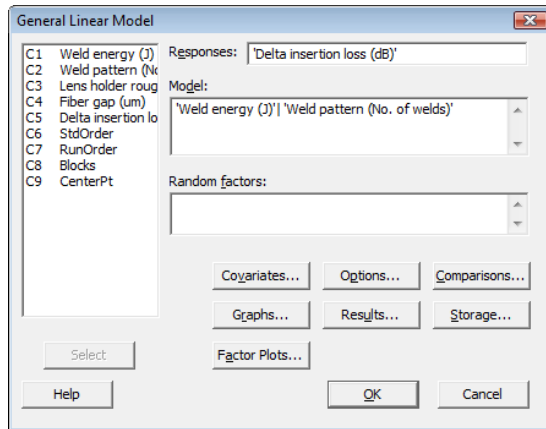 General Linear Model
C1 Weld energy (J)
C2 Weld pattern (No
C3 Lens holder roug
C4 Fiber gap (um)
C5 Delta insertion lo
C6 StdOrder
C7 RunOrder
C8 Blocks
C9 CenterPt
Responses: 'Delta insertion loss (dB)'
Model:
'Weld energy (J)'| 'Weld pattern (No. of welds)'
Random factors:
Covariates... Options... Comparisons...
Graphs... Results... Storage...
Select Factor Plots...
Help OK Cancel